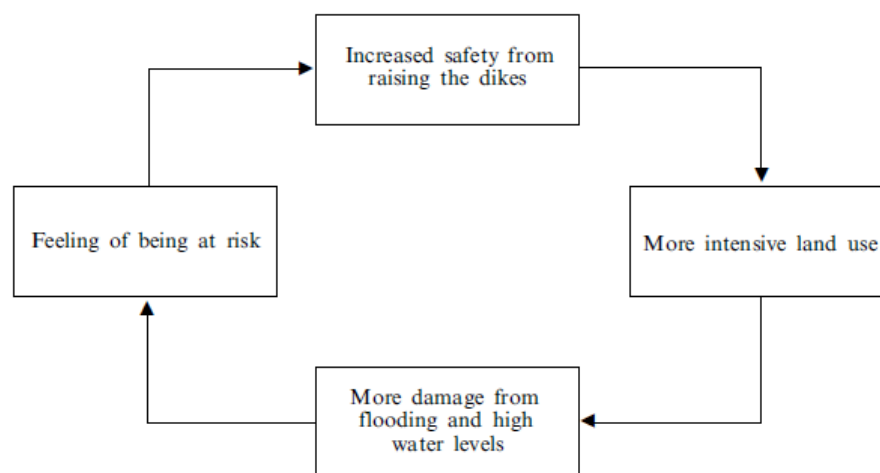 Increased safety from
raising the dikes
Feeling of being at risk
More intensive land use
More damage from
flooding and high
water levels